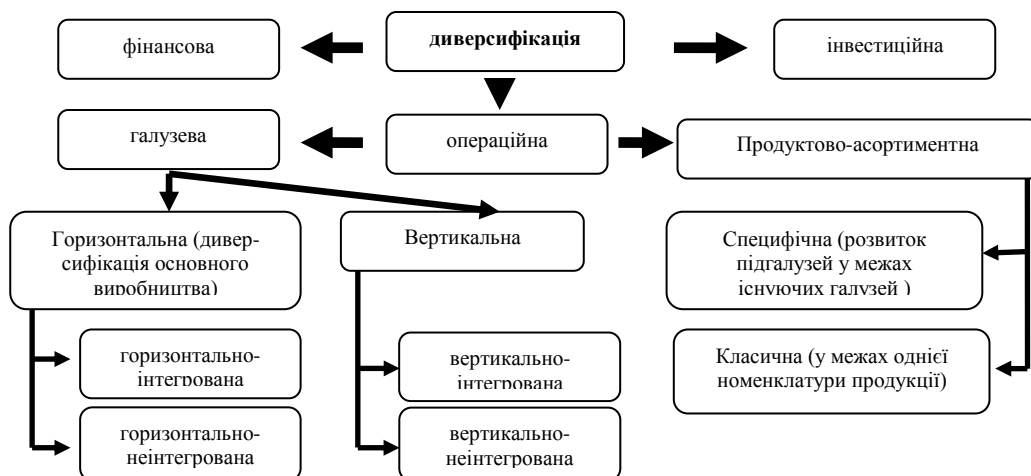 фінансова
диверсифікація
інвестиційна
галузева
операційна
Продуктово-асортиментна
Горизонтальна (дивер-
сифікація основного
виробництва)
Вертикальна
Специфічна (розвиток
підгалузей у межах
існуючих галузей )
горизонтально-
інтегрована
вертикально-
інтегрована
Класична (у межах однієї
номенклатури продукції)
горизонтально-
неінтегрована
вертикально-
неінтегрована